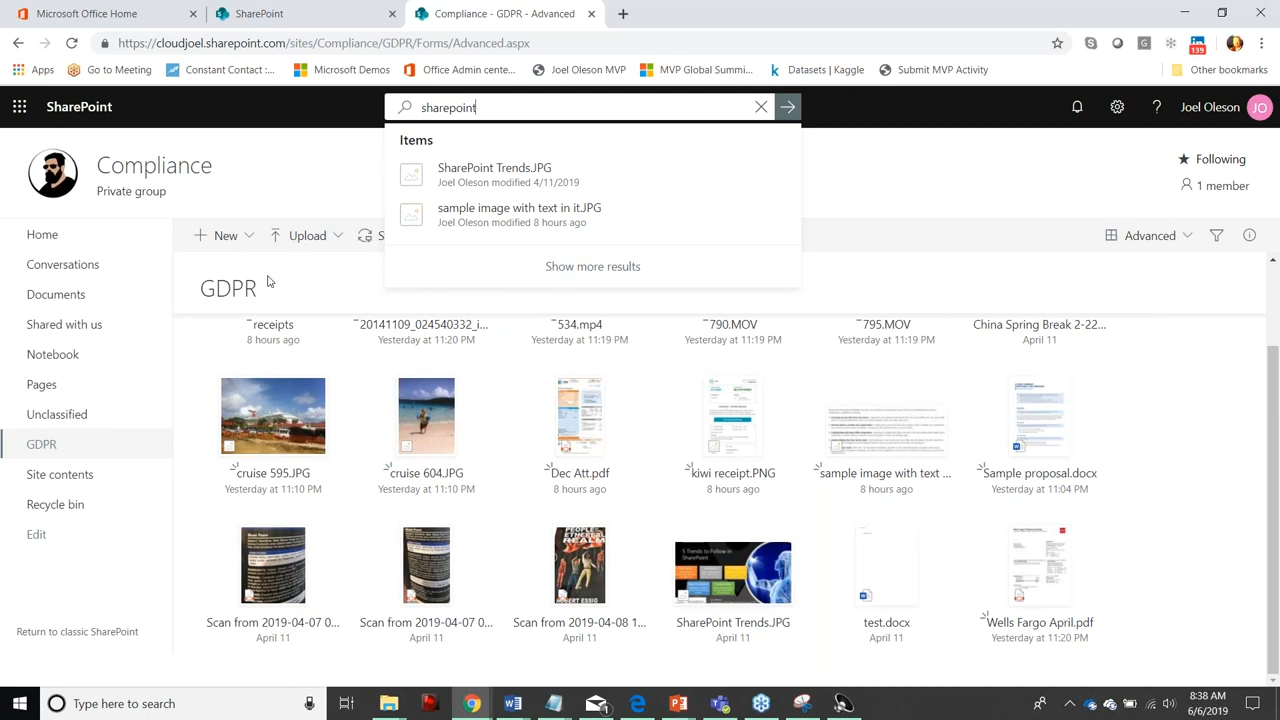 Microsoft Office Home
SharePoint
Compliance - GDPR - Advanced
https://cloudjoel.sharepoint.com/sites/Compliance/GDPR/Forms/Advanced.aspx
139
Apps
Go to Meeting
Constant Contact :...
Microsoft Demos
Office Admin cente...
Joel Oleson MVP
MVP Global Summi...
Datasets | Kaggle
Submit MVP Activity
Other bookmarks
SharePoint
sharepoint
Joel Oleson
JO
Items
SharePoint Trends.JPG
Joel Oleson modified 4/11/2019
sample image with text in it.JPG
Joel Oleson modified 8 hours ago
Show more results
Compliance
Private group
Following
1 member
New
Upload
S
Advanced
Home
Conversations
Documents
Shared with us
Notebook
Pages
Unclassified
GDPR
Site contents
Recycle bin
Edit
Return to classic SharePoint
GDPR
receipts
8 hours ago
20141109_024540332_i...
Yesterday at 11:20 PM
534.mp4
Yesterday at 11:19 PM
790.MOV
Yesterday at 11:19 PM
795.MOV
Yesterday at 11:19 PM
China Spring Break 2-22...
April 11
cruise 595.JPG
Yesterday at 11:10 PM
cruise 604.JPG
Yesterday at 11:10 PM
Dec Att.pdf
8 hours ago
kiwi receipt.PNG
8 hours ago
sample image with text ...
8 hours ago
Sample proposal.docx
Yesterday at 11:04 PM
PEOPLE:
ETHEREAL
5 Trends to Follow in
SharePoint
Scan from 2019-04-07 0...
April 11
Scan from 2019-04-07 0...
April 11
Scan from 2019-04-08 1...
April 11
SharePoint Trends.JPG
April 11
test.docx
April 11
Wells Fargo April.pdf
Yesterday at 11:20 PM
Type here to search
8:38 AM
6/6/2019